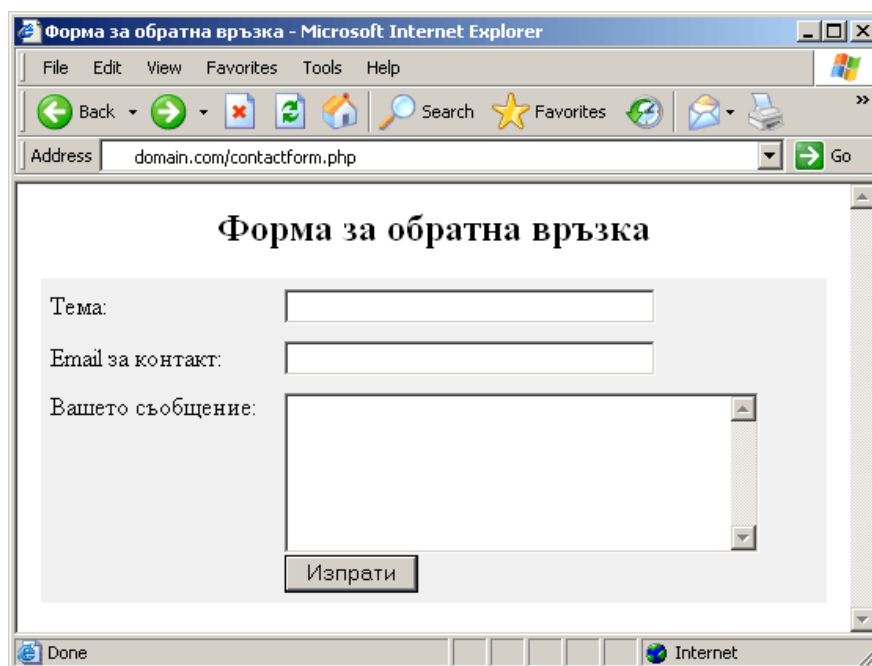 Форма за обратна връзка - Microsoft Internet Explorer
File Edit View Favorites Tools Help
Back Search Favorites »
Address domain.com/contactform.php Go
Форма за обратна връзка
Тема:
Email за контакт:
Вашето съобщение:
Изпрати
Done Internet